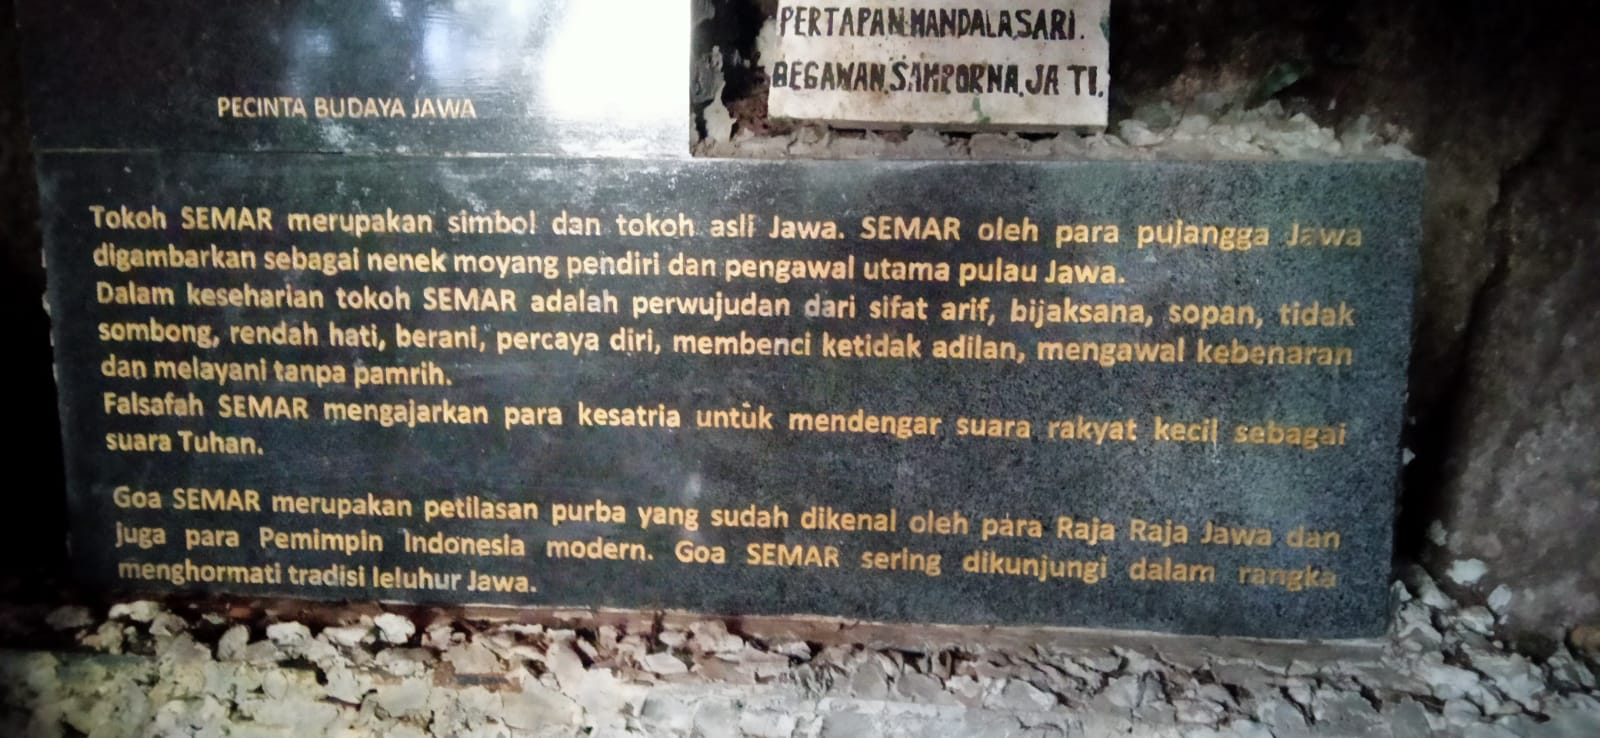 PERTAPAN.MANDALA.SARI.
BEGAWAN.SAMPORNA.JATI.
PECINTA BUDAYA JAWA
Tokoh SEMAR merupakan simbol dan tokoh asli Jawa. SEMAR oleh para pujangga Jawa
digambarkan sebagai nenek moyang pendiri dan pengawal utama pulau Jawa.
Dalam keseharian tokoh SEMAR adalah perwujudan dari sifat arif, bijaksana, sopan, tidak
sombong, rendah hati, berani, percaya diri, membenci ketidak adilan, mengawal kebenaran
dan melayani tanpa pamrih.
Falsafah SEMAR mengajarkan para kesatria untuk mendengar suara rakyat kecil sebagai
suara Tuhan.
Goa SEMAR merupakan petilasan purba yang sudah dikenal oleh para Raja Raja Jawa dan
juga para Pemimpin Indonesia modern. Goa SEMAR sering dikunjungi dalam rangka
menghormati tradisi leluhur Jawa.